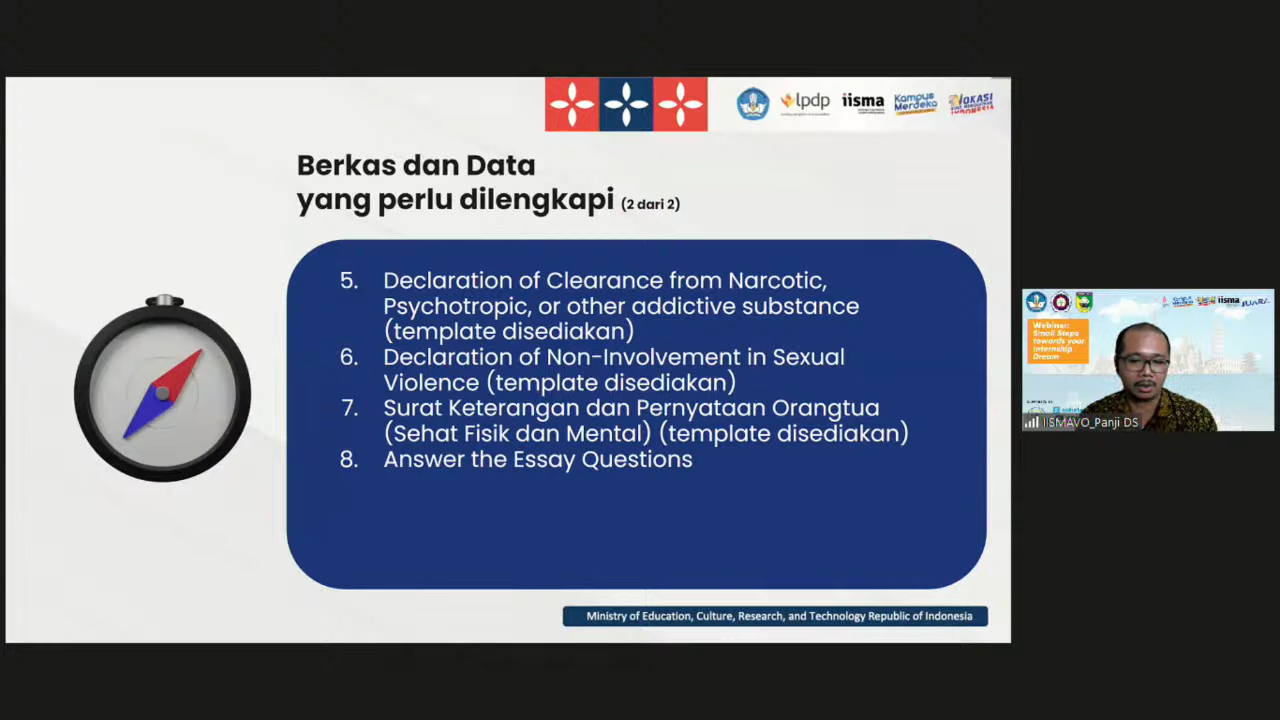 lpdp
iisma
Kampus
Merdeka
VOKASI
INDONESIA
Berkas dan Data
yang perlu dilengkapi (2 dari 2)
5. Declaration of Clearance from Narcotic,
Psychotropic, or other addictive substance
(template disediakan)
6. Declaration of Non-Involvement in Sexual
Violence (template disediakan)
7. Surat Keterangan dan Pernyataan Orangtua
(Sehat Fisik dan Mental) (template disediakan)
8. Answer the Essay Questions
Ministry of Education, Culture, Research, and Technology Republic of Indonesia
iisma
Webinar:
Small Steps
towards your
Internship
Dream
IISMAVO_Panji DS